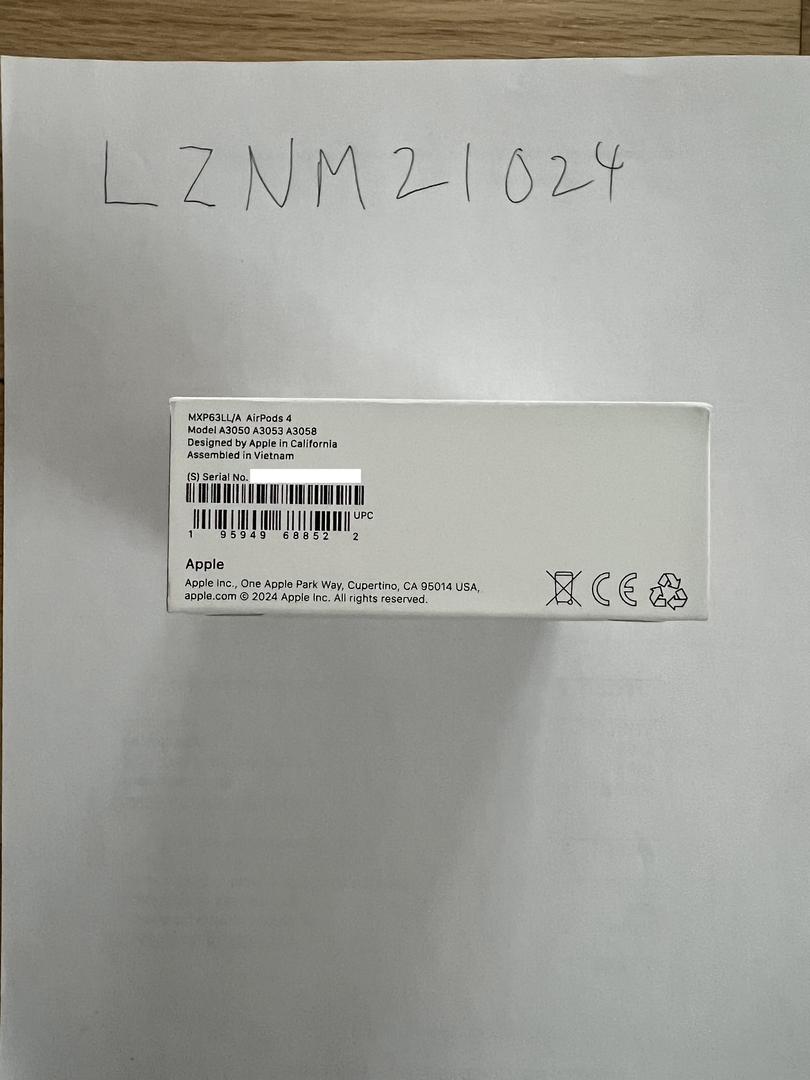 LZNM21024
MXP63LL/A AirPods 4
Model A3050 A3053 A3058
Designed by Apple in California
Assembled in Vietnam
(S) Serial No.
UPC
1 95949 68852 2
Apple
Apple Inc., One Apple Park Way, Cupertino, CA 95014 USA,
apple.com © 2024 Apple Inc. All rights reserved.
CE